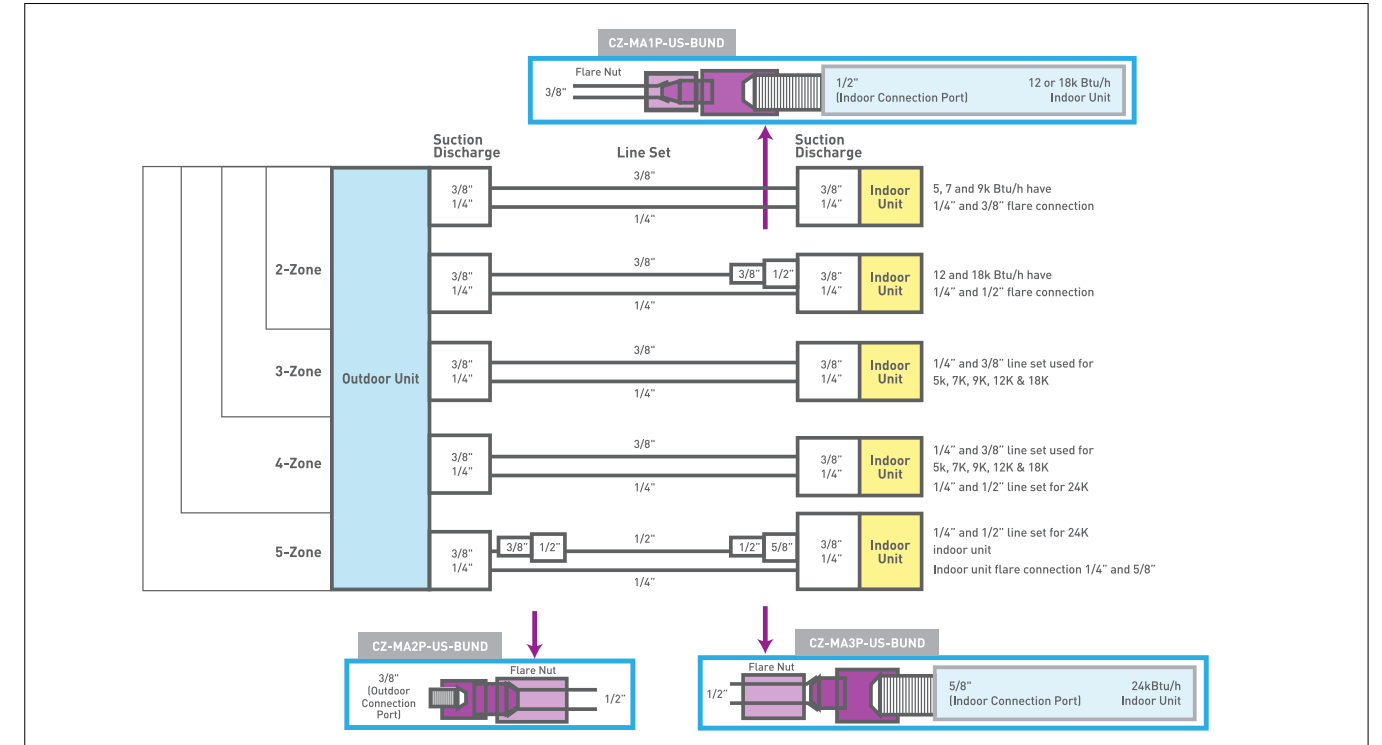 CZ-MA1P-US-BUND
Flare Nut
3/8"
1/2"
(Indoor Connection Port)
12 or 18k Btu/h
Indoor Unit
Suction
Discharge
Line Set
Suction
Discharge
3/8"
1/4"
3/8"
1/4"
3/8"
1/4"
Indoor
Unit
5, 7 and 9k Btu/h have
1/4" and 3/8" flare connection
2-Zone
3/8"
1/4"
3/8"
1/4"
3/8"
1/2"
3/8"
1/4"
Indoor
Unit
12 and 18k Btu/h have
1/4" and 1/2" flare connection
3-Zone
Outdoor Unit
3/8"
1/4"
3/8"
1/4"
3/8"
1/4"
Indoor
Unit
1/4" and 3/8" line set used for
5k, 7K, 9K, 12K & 18K
4-Zone
3/8"
1/4"
3/8"
1/4"
3/8"
1/4"
Indoor
Unit
1/4" and 3/8" line set used for
5k, 7K, 9K, 12K & 18K
1/4" and 1/2" line set for 24K
5-Zone
3/8"
1/4"
3/8"
1/2"
1/2"
1/4"
1/2"
5/8"
3/8"
1/4"
Indoor
Unit
1/4" and 1/2" line set for 24K
indoor unit
Indoor unit flare connection 1/4" and 5/8"
CZ-MA2P-US-BUND
3/8"
(Outdoor
Connection
Port)
Flare Nut
1/2"
CZ-MA3P-US-BUND
Flare Nut
1/2"
5/8"
(Indoor Connection Port)
24kBtu/h
Indoor Unit